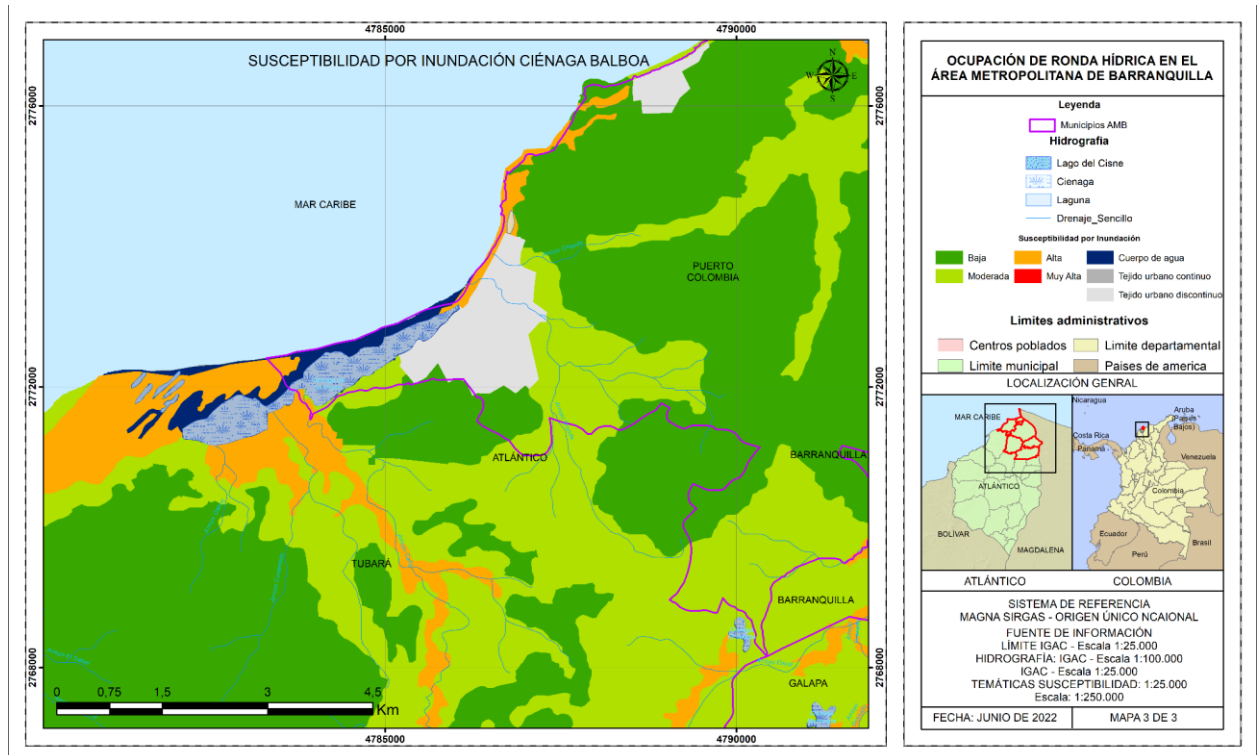 4785000
4790000
SUSCEPTIBILIDAD POR INUNDACIÓN CIÉNAGA BALBOA
N
W
E
S
2776000
2776000
MAR CARIBE
PUERTO
COLOMBIA
2772000
2772000
ATLÁNTICO
BARRANQUILLA
TUBARÁ
BARRANQUILLA
2768000
2768000
GALAPA
0
0,75
1,5
3
4,5
Km
4785000
4790000
OCUPACIÓN DE RONDA HÍDRICA EN EL
ÁREA METROPOLITANA DE BARRANQUILLA
Leyenda
Municipios AMB
Hidrografia
Lago del Cisne
Cienaga
Laguna
Drenaje_Sencillo
Susceptibilidad por Inundación
Baja
Alta
Cuerpo de agua
Moderada
Muy Alta
Tejido urbano continuo
Tejido urbano discontinuo
Limites administrativos
Centros poblados
Limite departamental
Limite municipal
Paises de america
LOCALIZACIÓN GENRAL
MAR CARIBE
ATLÁNTICO
BOLÍVAR
MAGDALENA
Nicaragua
Aruba
(Países
Bajos)
Costa Rica
Panamá
Venezuela
Colombia
Ecuador
Perú
Brasil
ATLÁNTICO
COLOMBIA
SISTEMA DE REFERENCIA
MAGNA SIRGAS - ORIGEN ÚNICO NCAIONAL
FUENTE DE INFORMACIÓN
LÍMITE IGAC - Escala 1:25.000
HIDROGRAFÍA: IGAC - Escala 1:100.000
IGAC - Escala 1:25.000
TEMÁTICAS SUSCEPTIBILIDAD: 1:25.000
Escala: 1:250.000
FECHA: JUNIO DE 2022
MAPA 3 DE 3